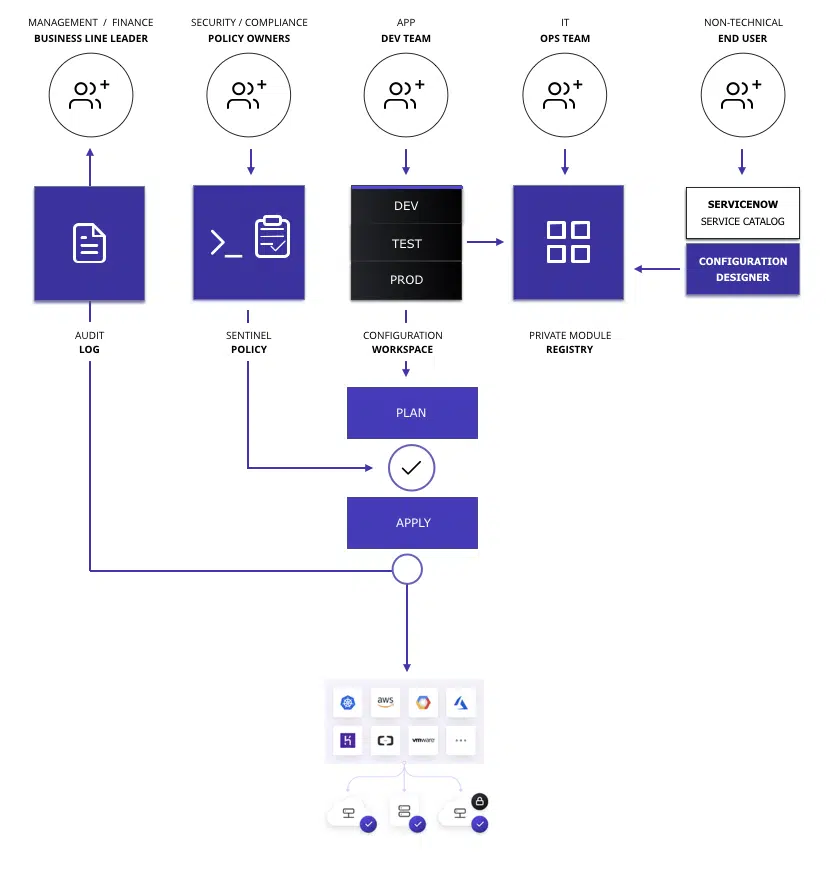 MANAGEMENT / FINANCE
BUSINESS LINE LEADER
SECURITY / COMPLIANCE
POLICY OWNERS
APP
DEV TEAM
IT
OPS TEAM
NON-TECHNICAL
END USER
DEV
TEST
PROD
SERVICENOW
SERVICE CATALOG
CONFIGURATION
DESIGNER
AUDIT
LOG
SENTINEL
POLICY
CONFIGURATION
WORKSPACE
PRIVATE MODULE
REGISTRY
PLAN
APPLY
aws
vmware